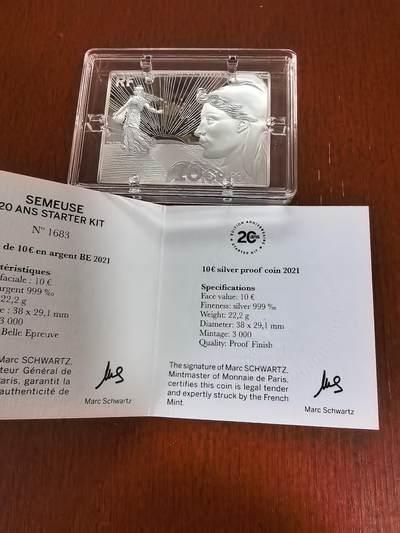 RF
SEMEUSE
20 ANS STARTER KIT
N° 1683
de 10 € en argent BE 2021
téristiques
faciale : 10 €
argent 999 ‰
22,2 g
: 38 x 29,1 mm
3 000
Belle Epreuve
Marc SCHWARTZ,
teur Général de
aris, garantit la
authenticité de
Marc Schwartz
20
STARTER KIT
10€ silver proof coin 2021
Specifications
Face value: 10 €
Fineness: silver 999 ‰
Weight: 22,2 g
Diameter: 38 x 29,1 mm
Mintage: 3 000
Quality: Proof Finish
The signature of Marc SCHWARTZ,
Mintmaster of Monnaie de Paris,
certifies this coin is legal tender
and expertly struck by the French
Mint.
Marc Schwartz